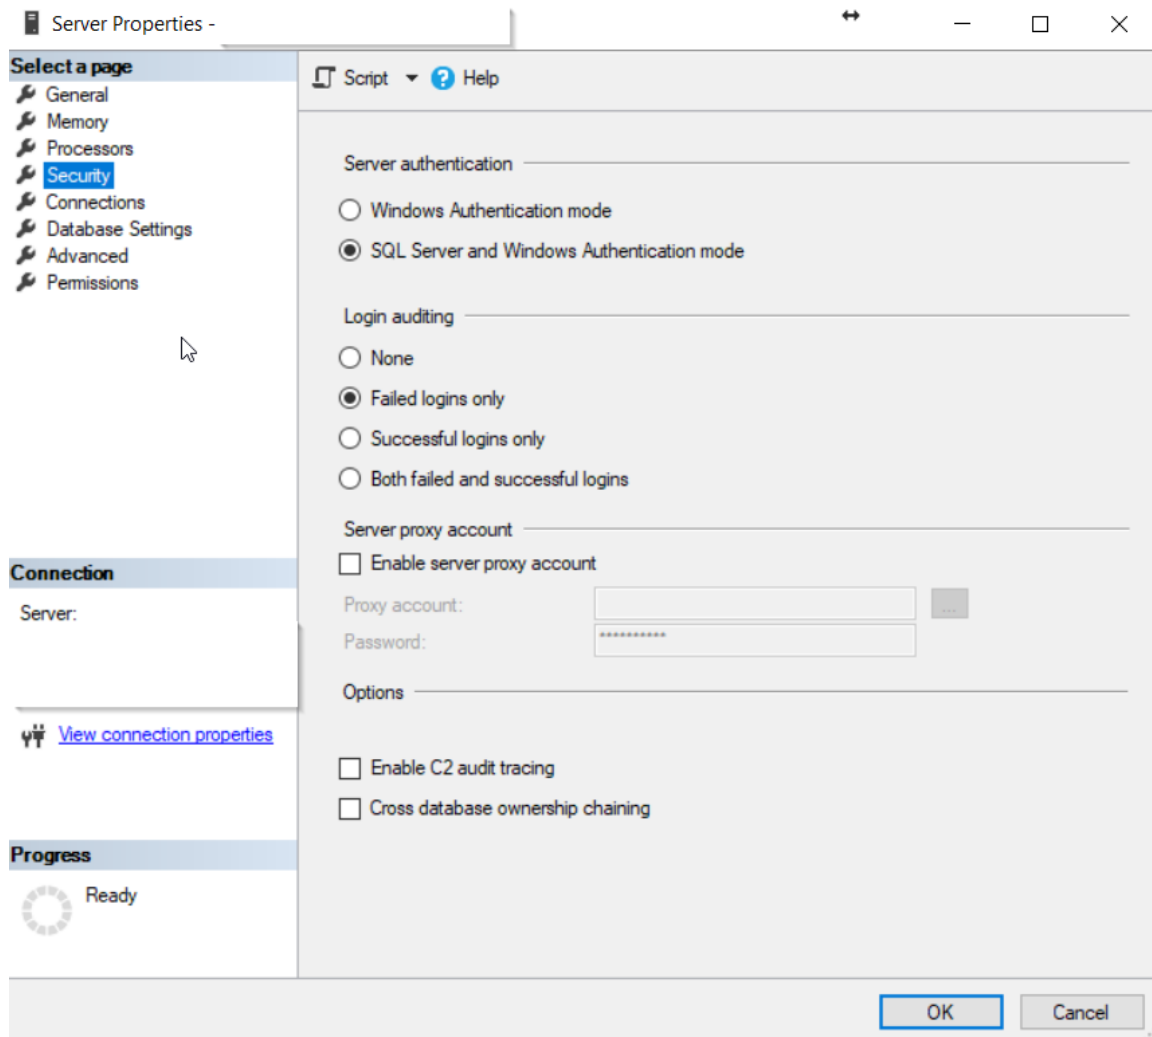 Server Properties -
Select a page
General
Memory
Processors
Security
Connections
Database Settings
Advanced
Permissions
Connection
Server:
View connection properties
Progress
Ready
Script
Help
Server authentication
Windows Authentication mode
SQL Server and Windows Authentication mode
Login auditing
None
Failed logins only
Successful logins only
Both failed and successful logins
Server proxy account
Enable server proxy account
Proxy account:
...
Password:
**********
Options
Enable C2 audit tracing
Cross database ownership chaining
OK
Cancel